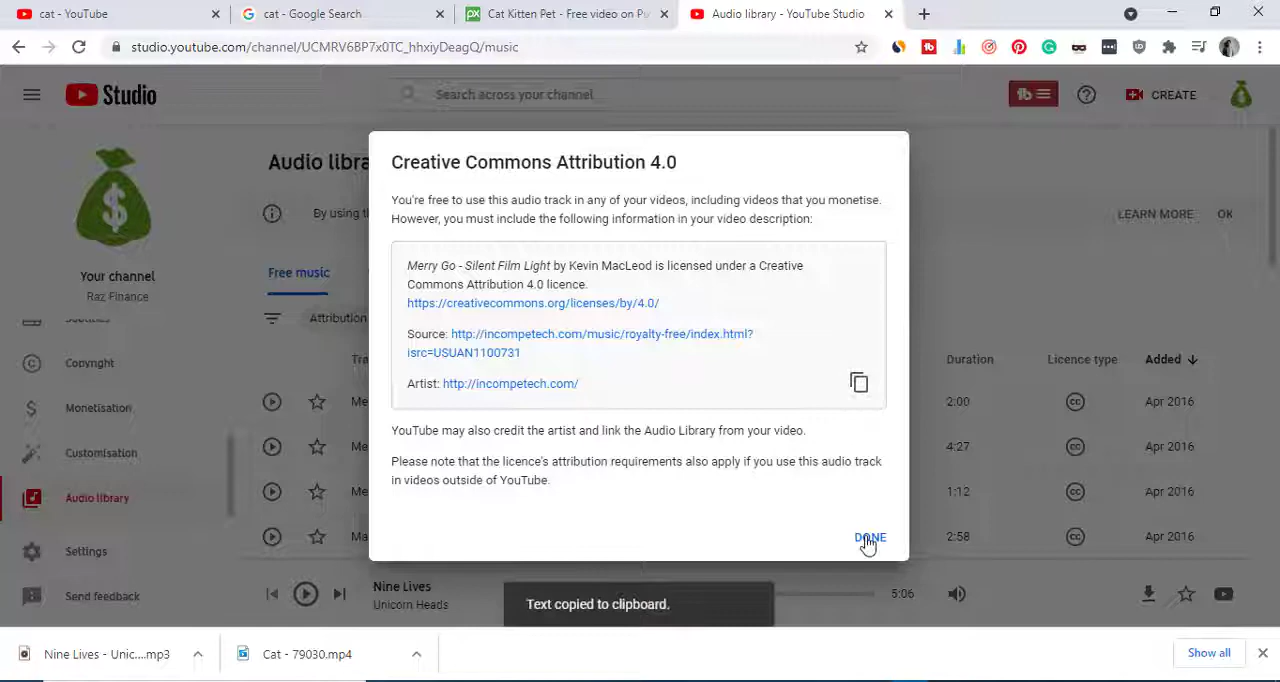 cat - YouTube
cat - Google Search
Cat Kitten Pet - Free video on Pi
Audio library - YouTube Studio
studio.youtube.com/channel/UCMRV6BP7x0TC_hhxiyDeagQ/music
Studio
Search across your channel
CREATE
Your channel
Raz Finance
Copyright
Monetisation
Customisation
Audio library
Settings
Send feedback
By using
LEARN MORE
OK
Free music
Attribution
Duration
Licence type
Added
2:00
Apr 2016
4:27
Apr 2016
1:12
Apr 2016
2:58
Apr 2016
Creative Commons Attribution 4.0
You're free to use this audio track in any of your videos, including videos that you monetise.
However, you must include the following information in your video description:
Merry Go - Silent Film Light by Kevin MacLeod is licensed under a Creative
Commons Attribution 4.0 licence.
https://creativecommons.org/licenses/by/4.0/
Source: http://incompetech.com/music/royalty-free/index.html?
isrc=USUAN1100731
Artist: http://incompetech.com/
YouTube may also credit the artist and link the Audio Library from your video.
Please note that the licence's attribution requirements also apply if you use this audio track
in videos outside of YouTube.
DONE
Nine Lives
Unicorn Heads
5:06
Text copied to clipboard.
Nine Lives - Unic....mp3
Cat - 79030.mp4
Show all